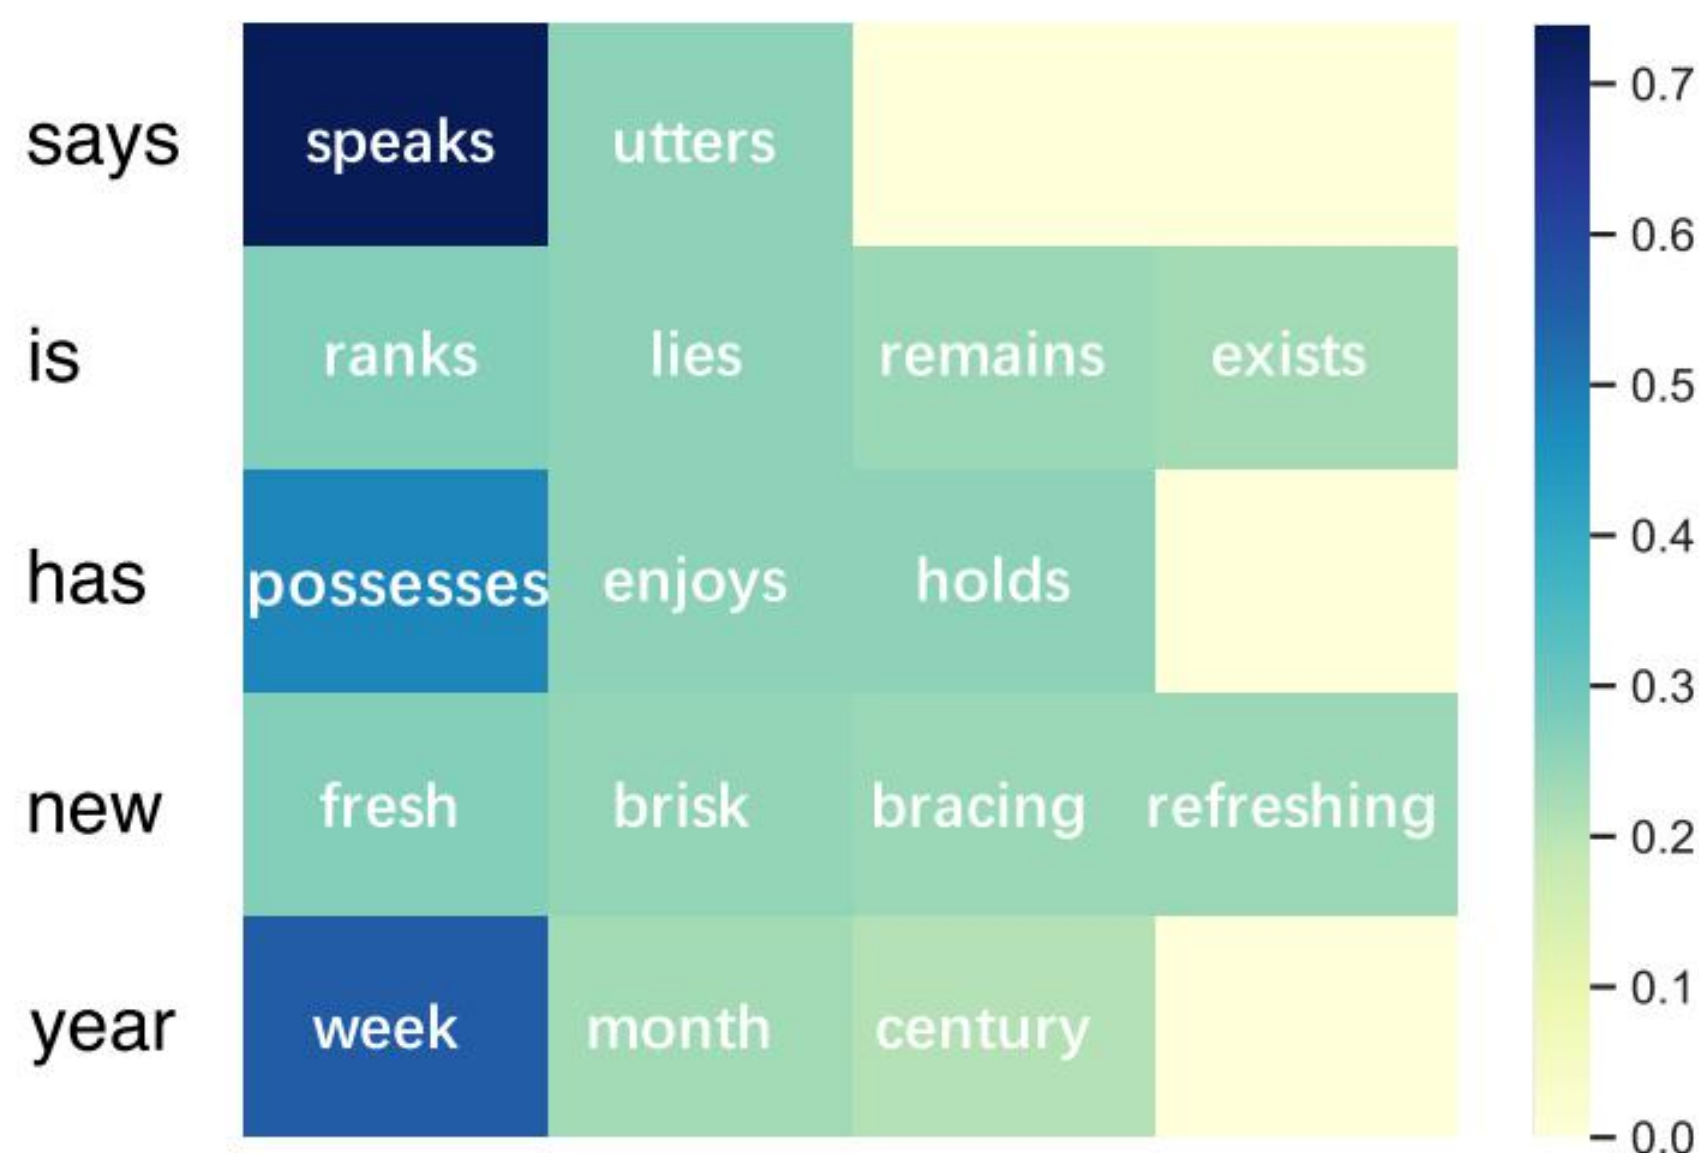 says speaks utters
is ranks lies remains exists
has possesses enjoys holds
new fresh brisk bracing refreshing
year week month century
0.7
0.6
0.5
0.4
0.3
0.2
0.1
0.0